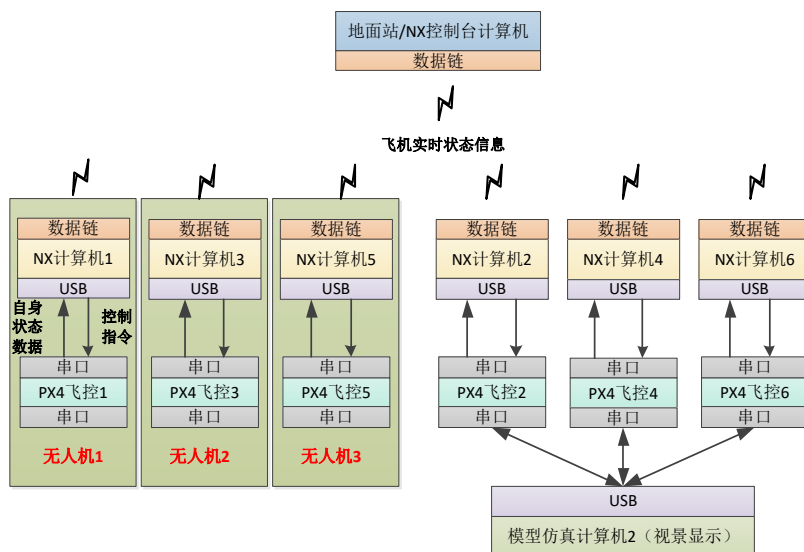 地面站/NX控制台计算机
数据链
飞机实时状态信息
数据链
NX计算机1
USB
自身
状态
数据
控制
指令
串口
PX4飞控1
串口
无人机1
数据链
NX计算机3
USB
串口
PX4飞控3
串口
无人机2
数据链
NX计算机5
USB
串口
PX4飞控5
串口
无人机3
数据链
NX计算机2
USB
串口
PX4飞控2
串口
数据链
NX计算机4
USB
串口
PX4飞控4
串口
数据链
NX计算机6
USB
串口
PX4飞控6
串口
USB
模型仿真计算机2（视景显示）